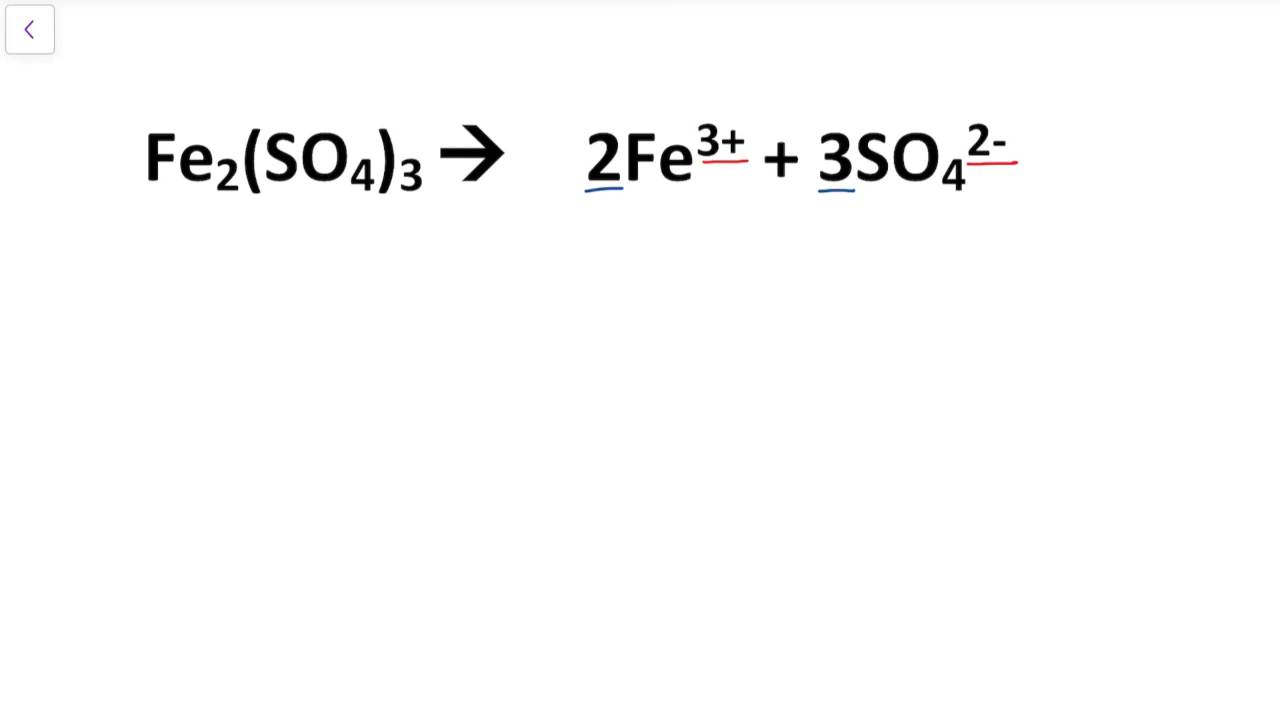 Fe₂(SO₄)₃ → 2Fe³⁺ + 3SO₄²⁻